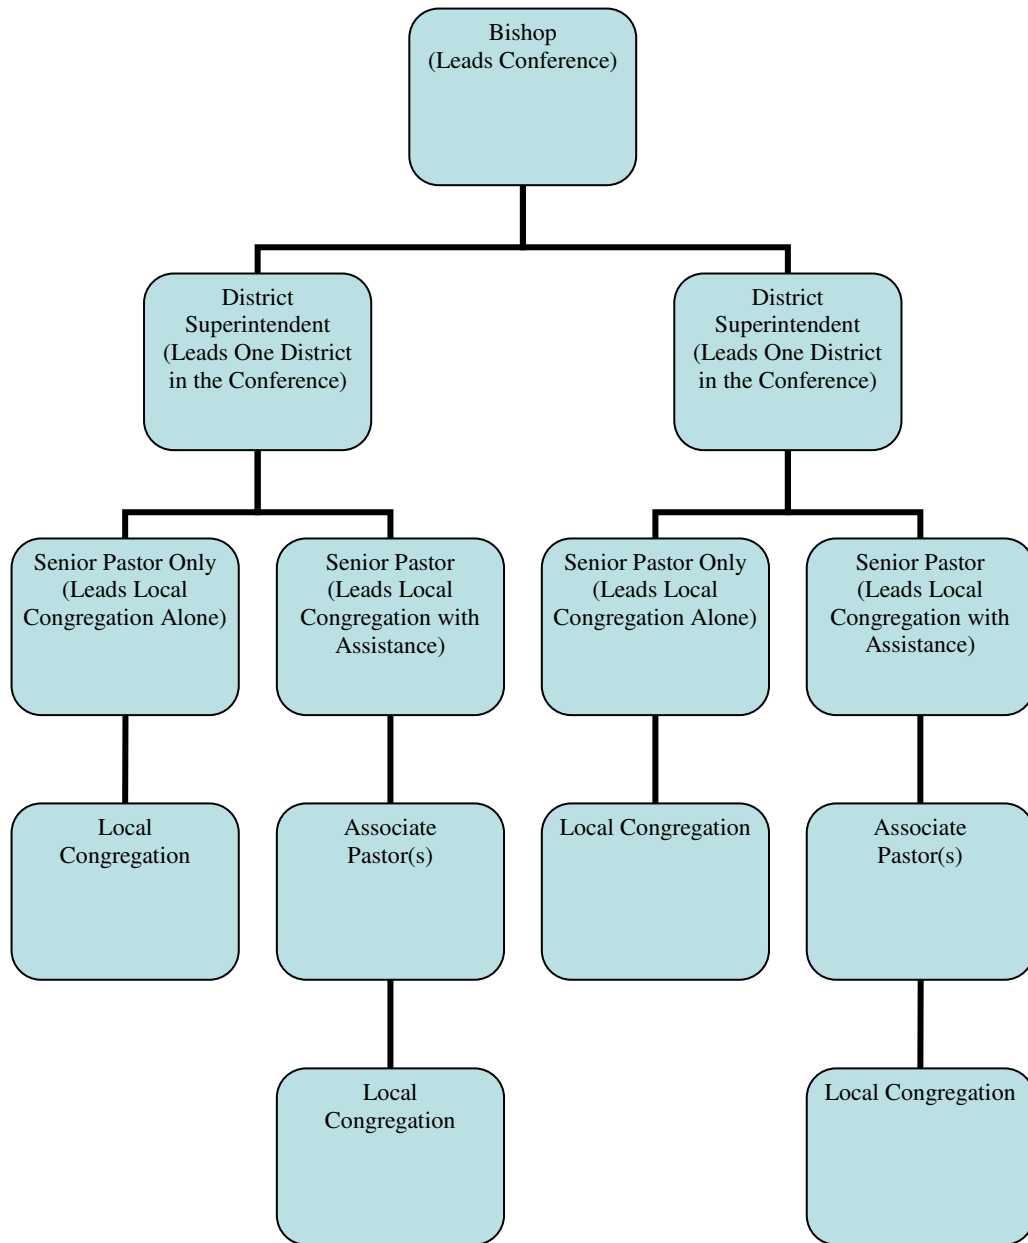 Bishop
(Leads Conference)
District
Superintendent
(Leads One District
in the Conference)
District
Superintendent
(Leads One District
in the Conference)
Senior Pastor Only
(Leads Local
Congregation Alone)
Senior Pastor
(Leads Local
Congregation with
Assistance)
Senior Pastor Only
(Leads Local
Congregation Alone)
Senior Pastor
(Leads Local
Congregation with
Assistance)
Local
Congregation
Associate
Pastor(s)
Local Congregation
Associate
Pastor(s)
Local
Congregation
Local Congregation